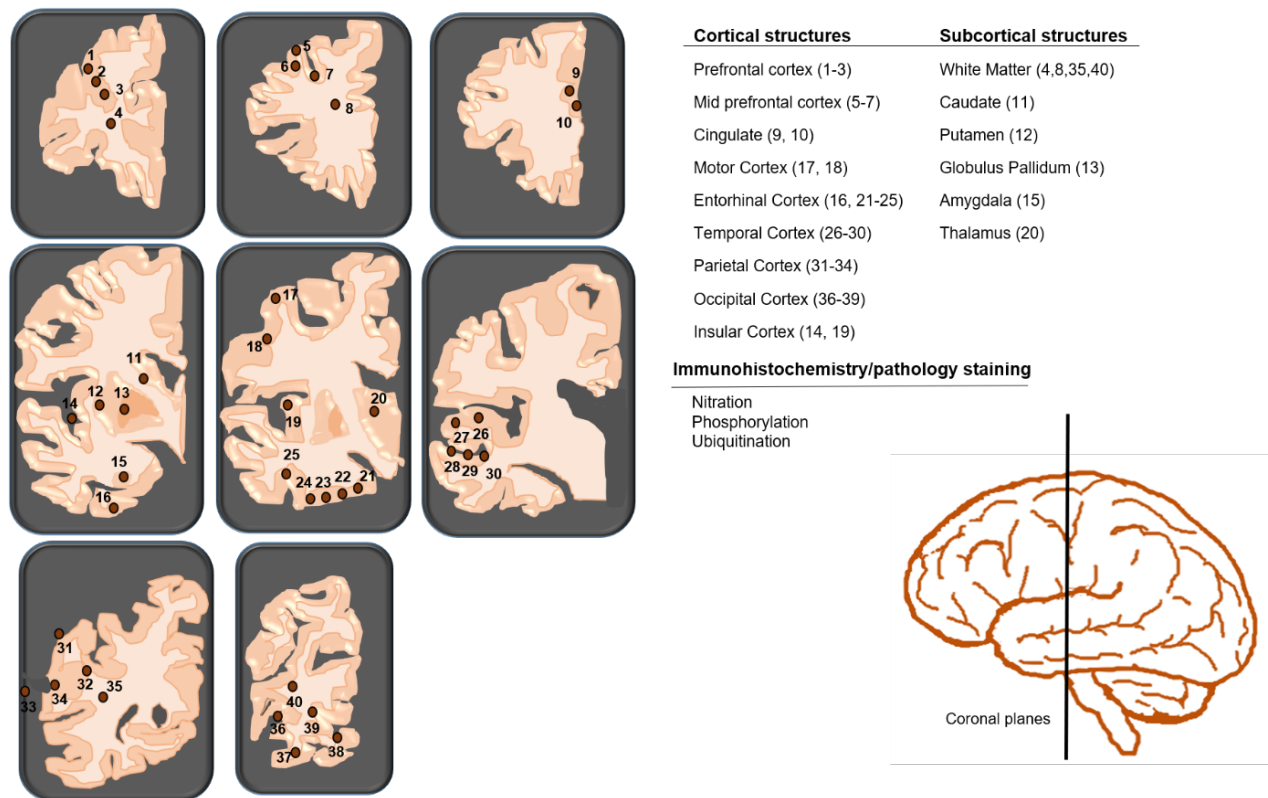 1
2
3
4
5
6
7
8
9
10
11
12
13
14
15
16
17
18
19
20
21
22
23
24
25
26
27
28
29
30
31
32
33
34
35
36
37
38
39
40
Cortical structures
Prefrontal cortex (1-3)
Mid prefrontal cortex (5-7)
Cingulate (9, 10)
Motor Cortex (17, 18)
Entorhinal Cortex (16, 21-25)
Temporal Cortex (26-30)
Parietal Cortex (31-34)
Occipital Cortex (36-39)
Insular Cortex (14, 19)
Subcortical structures
White Matter (4,8,35,40)
Caudate (11)
Putamen (12)
Globulus Pallidum (13)
Amygdala (15)
Thalamus (20)
Immunohistochemistry/pathology staining
Nitration
Phosphorylation
Ubiquitination
Coronal planes